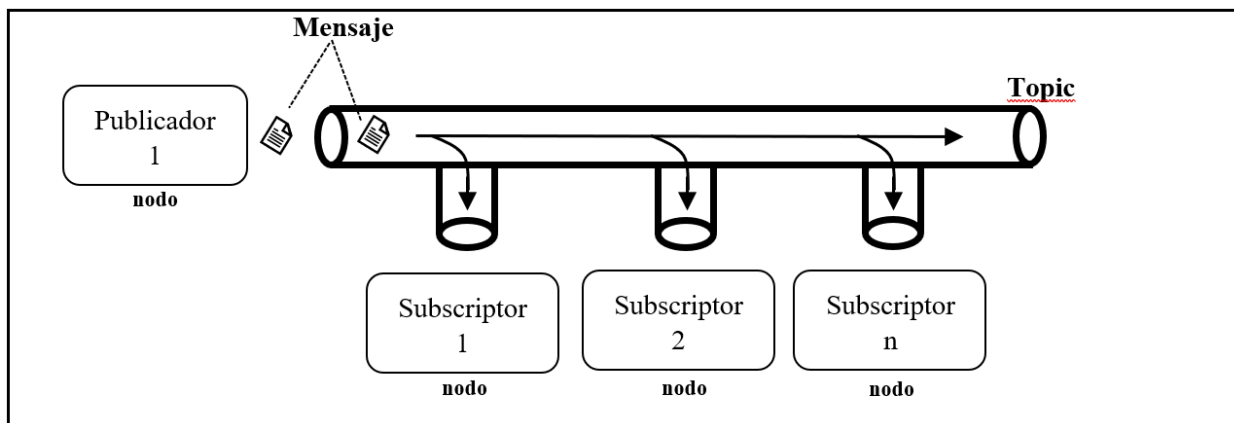 Mensaje
Topic
Publicador
1
nodo
Subscriptor
1
nodo
Subscriptor
2
nodo
Subscriptor
n
nodo